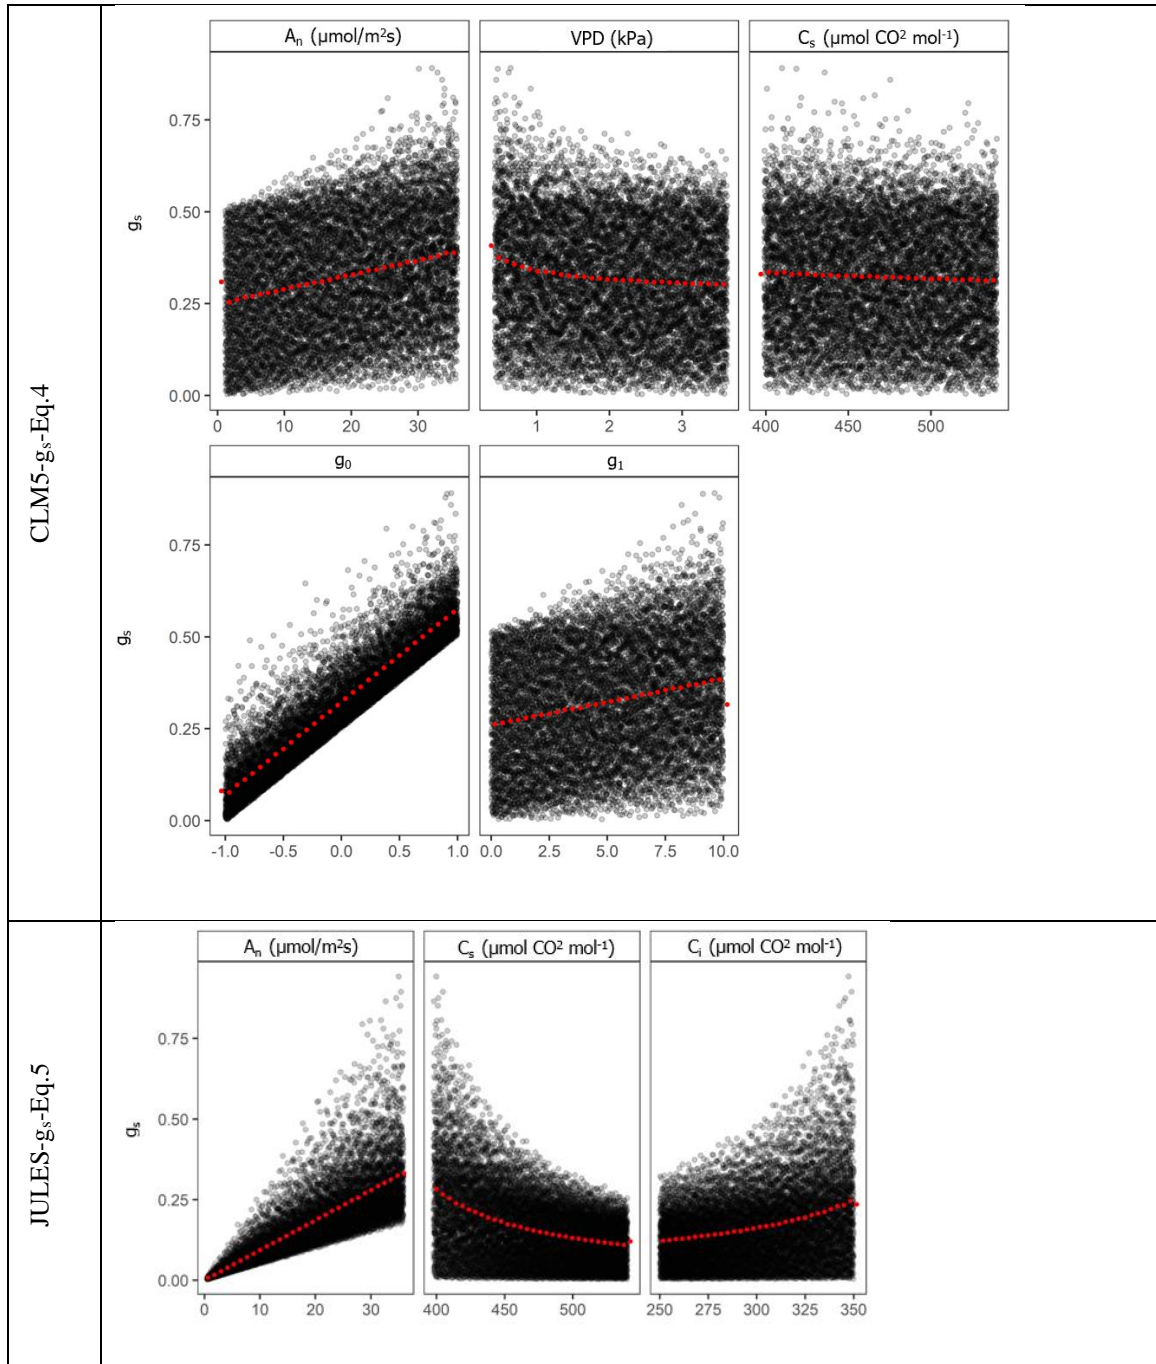 CLM5-gₛ-Eq.4
Aₙ (µmol/m²s) VPD (kPa) Cₛ (µmol CO² mol⁻¹)
gₛ
0.75
0.50
0.25
0.00
0 10 20 30 1 2 3 400 450 500
g₀ g₁
gₛ
0.75
0.50
0.25
0.00
-1.0 -0.5 0.0 0.5 1.0 0.0 2.5 5.0 7.5 10.0
JULES-gₛ-Eq.5
Aₙ (µmol/m²s) Cₛ (µmol CO² mol⁻¹) Cᵢ (µmol CO² mol⁻¹)
gₛ
0.75
0.50
0.25
0.00
0 10 20 30 400 450 500 250 275 300 325 350